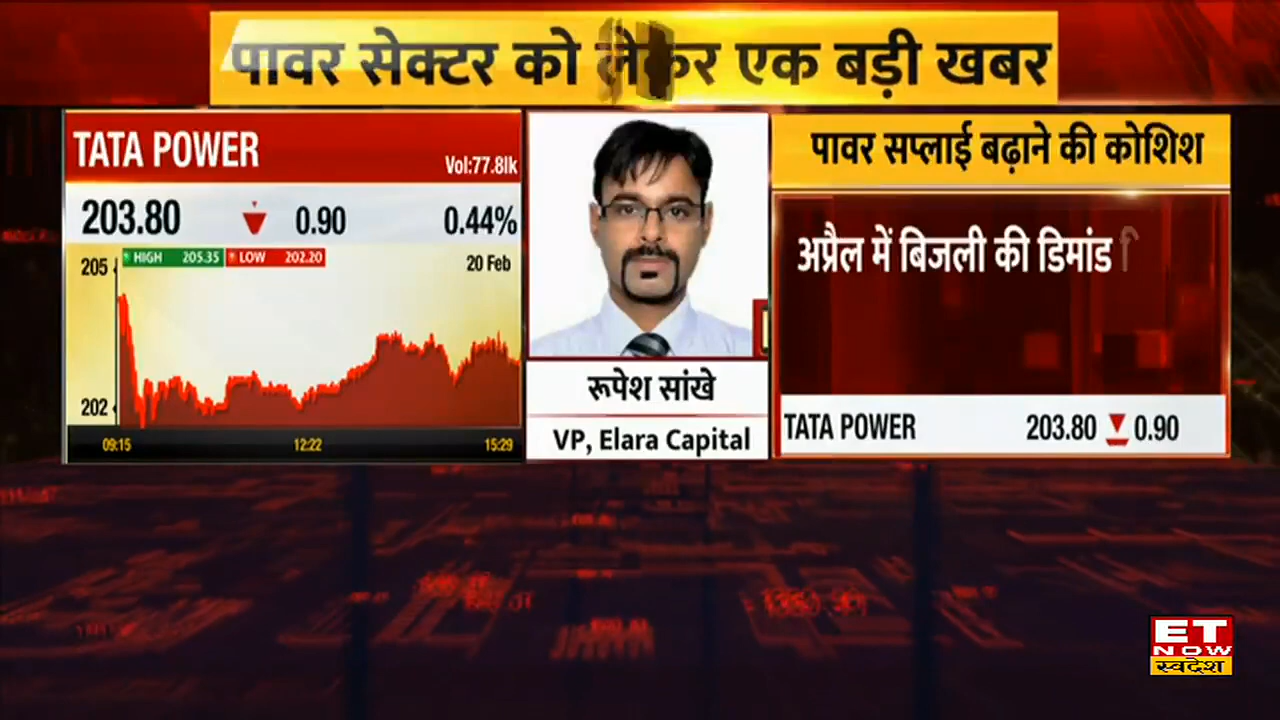 पावर सेक्टर को लेकर एक बड़ी खबर
TATA POWER
Vol:77.8lk
203.80 0.90 0.44%
HIGH 205.35 LOW 202.20
20 Feb
205
202
09:15 12:22 15:29
रूपेश सांखे
VP, Elara Capital
पावर सप्लाई बढ़ाने की कोशिश
अप्रैल में बिजली की डिमांड
TATA POWER 203.80 0.90
ET
NOW
स्वदेश